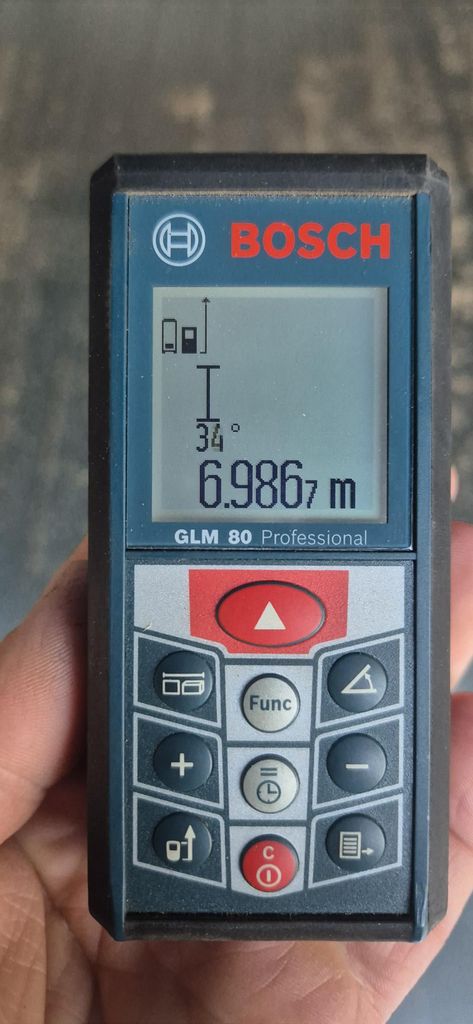 BOSCH
34°
6.9867 m
GLM 80 Professional
Func
+
−
=
C